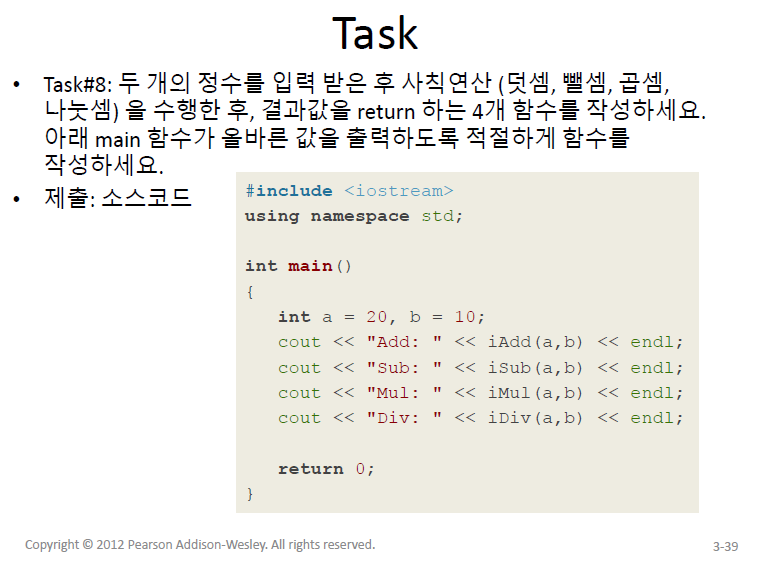 Task
• Task#8: 두 개의 정수를 입력 받은 후 사칙연산 (덧셈, 뺄셈, 곱셈,
나눗셈) 을 수행한 후, 결과값을 return 하는 4개 함수를 작성하세요.
아래 main 함수가 올바른 값을 출력하도록 적절하게 함수를
작성하세요.
• 제출: 소스코드
#include <iostream>
using namespace std;
int main()
{
int a = 20, b = 10;
cout << "Add: " << iAdd(a,b) << endl;
cout << "Sub: " << iSub(a,b) << endl;
cout << "Mul: " << iMul(a,b) << endl;
cout << "Div: " << iDiv(a,b) << endl;
return 0;
}
Copyright © 2012 Pearson Addison-Wesley. All rights reserved.
3-39